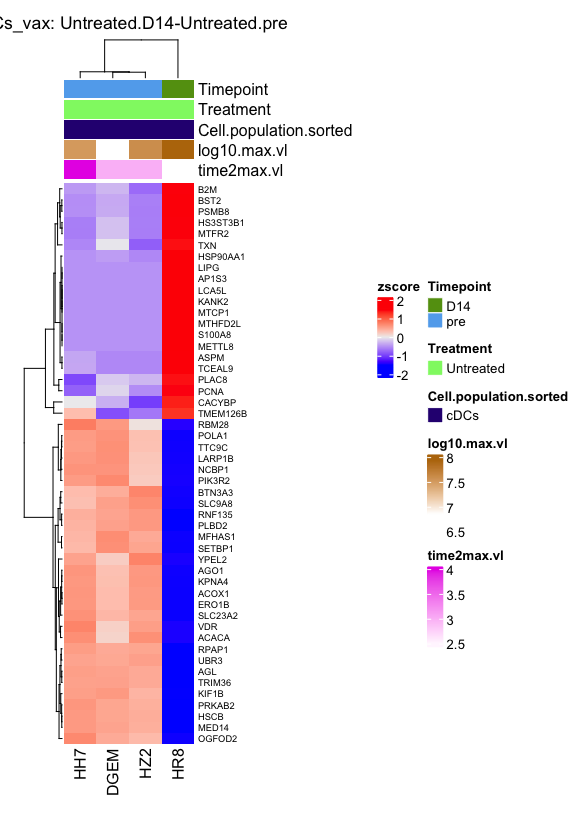 Cs_vax: Untreated.D14-Untreated.pre
Timepoint
Treatment
Cell.population.sorted
log10.max.vl
time2max.vl
B2M
BST2
PSMB8
HS3ST3B1
MTFR2
TXN
HSP90AA1
LIPG
AP1S3
LCA5L
KANK2
MTCP1
MTHFD2L
S100A8
METTL8
ASPM
TCEAL9
PLAC8
PCNA
CACYBP
TMEM126B
RBM28
POLA1
TTC9C
LARP1B
NCBP1
PIK3R2
BTN3A3
SLC9A8
RNF135
PLBD2
MFHAS1
SETBP1
YPEL2
AGO1
KPNA4
ACOX1
ERO1B
SLC23A2
VDR
ACACA
RPAP1
UBR3
AGL
TRIM36
KIF1B
PRKAB2
HSCB
MED14
OGFOD2
HH7
DGEM
HZ2
HR8
zscore
2
1
0
-1
-2
Timepoint
D14
pre
Treatment
Untreated
Cell.population.sorted
cDCs
log10.max.vl
8
7.5
7
6.5
time2max.vl
4
3.5
3
2.5